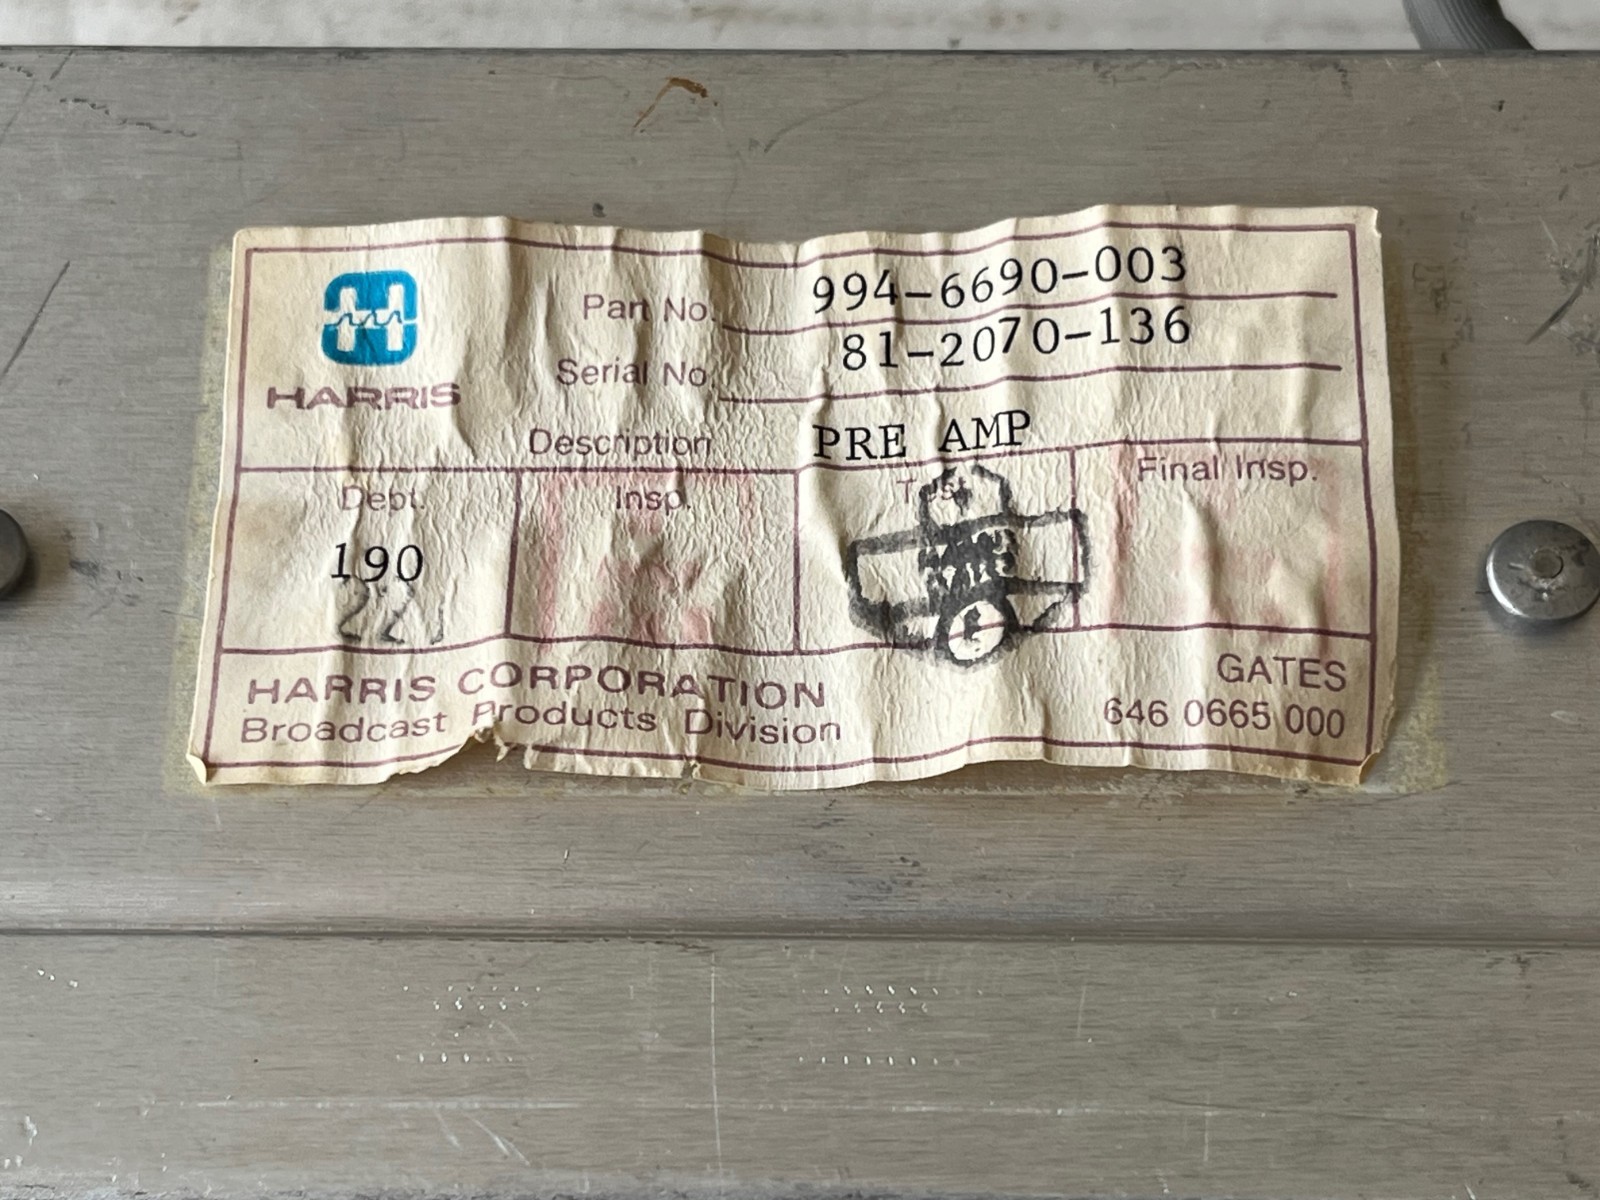 HARRIS
Part No. 994-6690-003
Serial No. 81-2070-136
Description PRE AMP
Dept. Insp. Test Final Insp.
190
HARRIS CORPORATION
Broadcast Products Division
GATES
646 0665 000